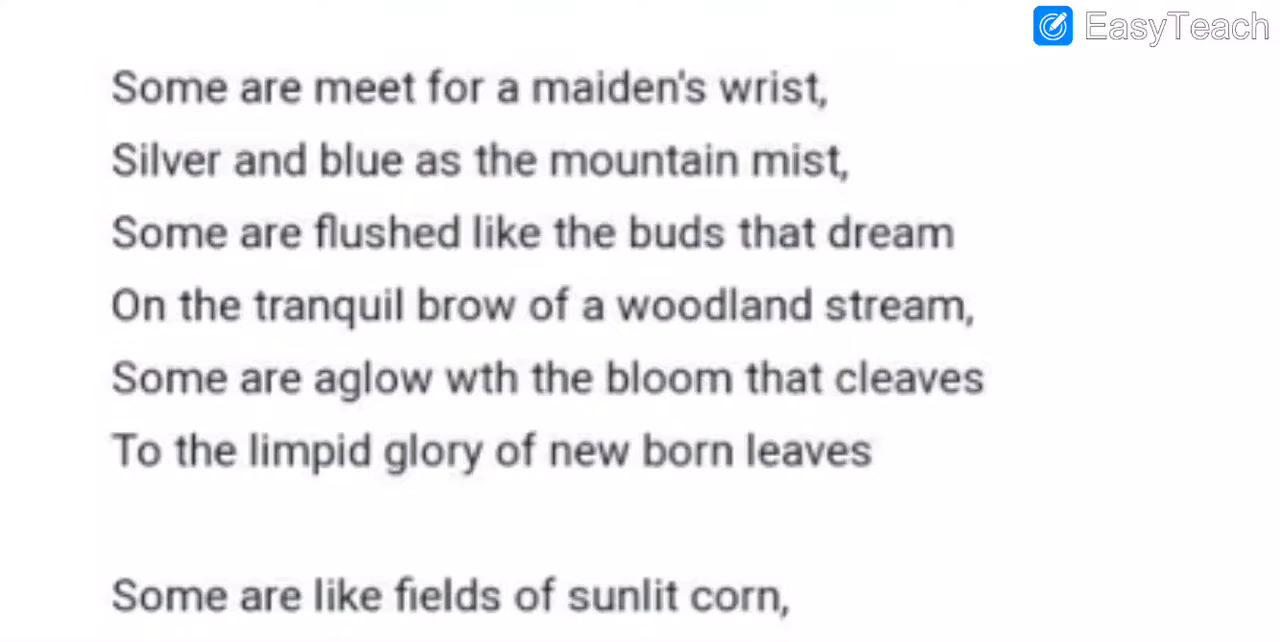 EasyTeach
Some are meet for a maiden's wrist,
Silver and blue as the mountain mist,
Some are flushed like the buds that dream
On the tranquil brow of a woodland stream,
Some are aglow wth the bloom that cleaves
To the limpid glory of new born leaves
Some are like fields of sunlit corn,